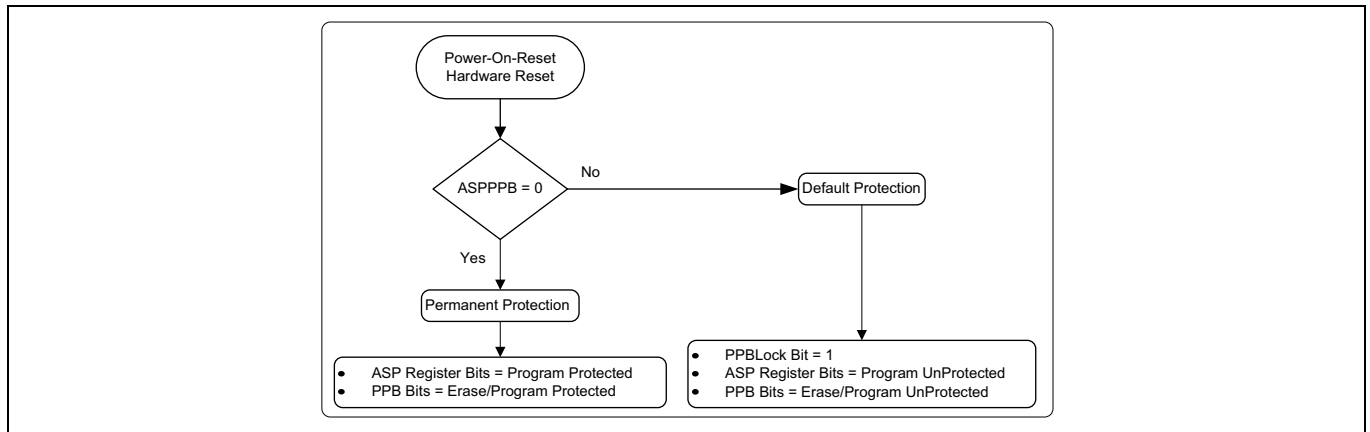 Power-On-Reset
Hardware Reset
ASPPPB = 0
No
Default Protection
Yes
Permanent Protection
• ASP Register Bits = Program Protected
• PPB Bits = Erase/Program Protected
• PPBLock Bit = 1
• ASP Register Bits = Program UnProtected
• PPB Bits = Erase/Program UnProtected